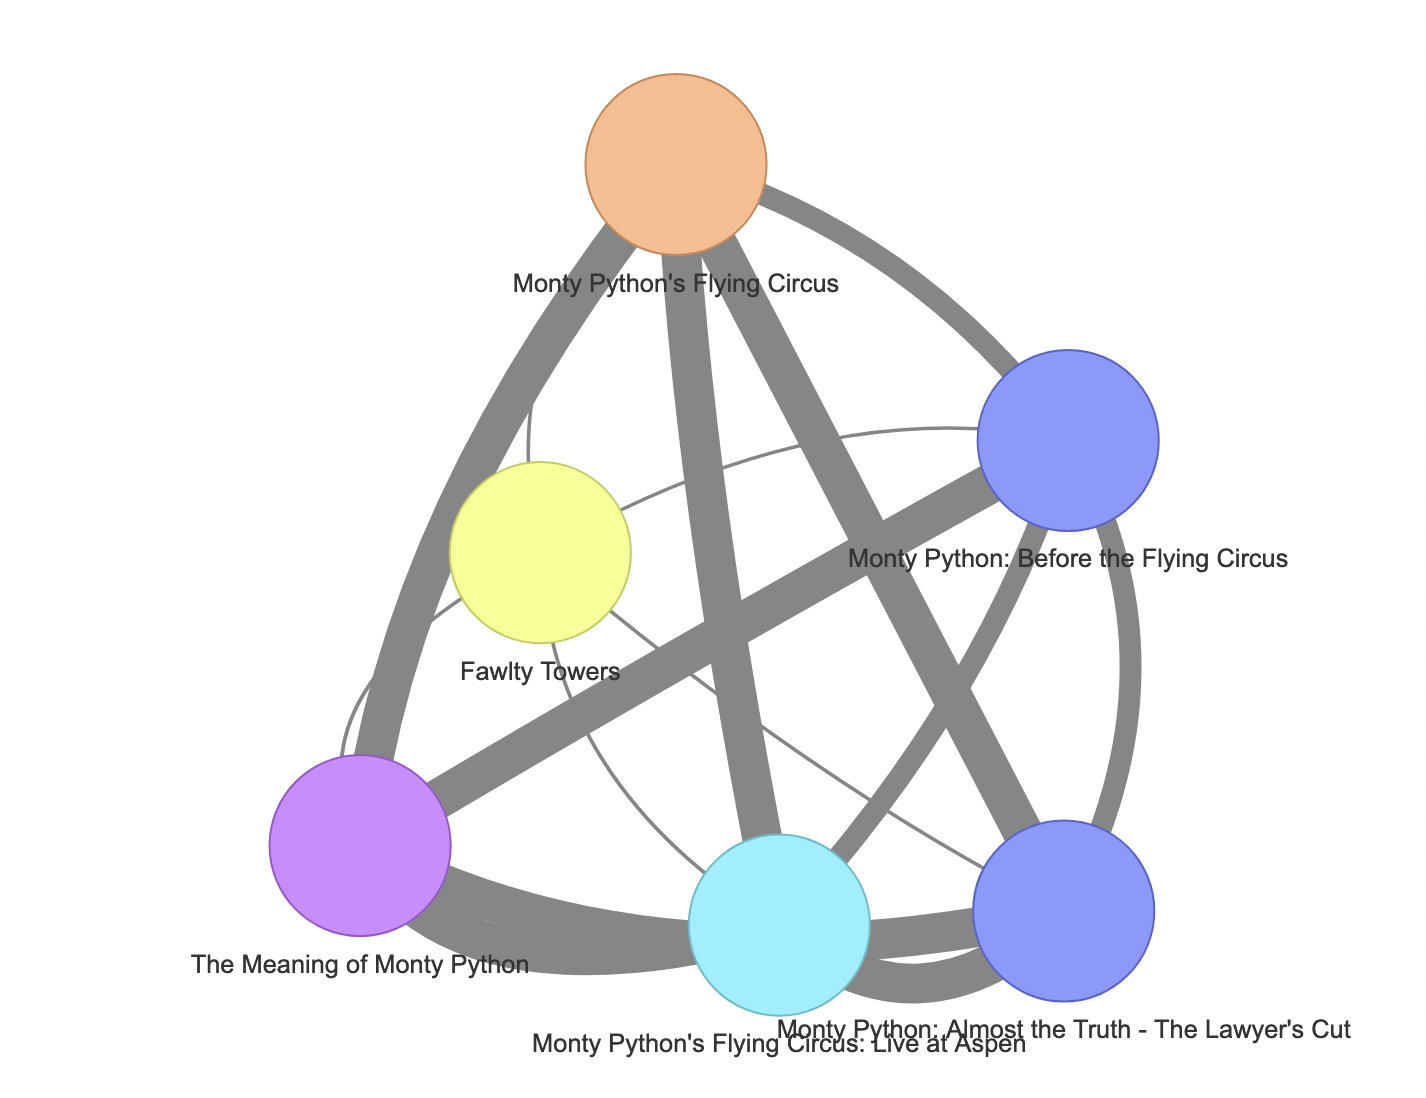 Monty Python's Flying Circus
Monty Python: Before the Flying Circus
Fawlty Towers
The Meaning of Monty Python
Monty Python: Almost the Truth - The Lawyer's Cut
Monty Python's Flying Circus: Live at Aspen